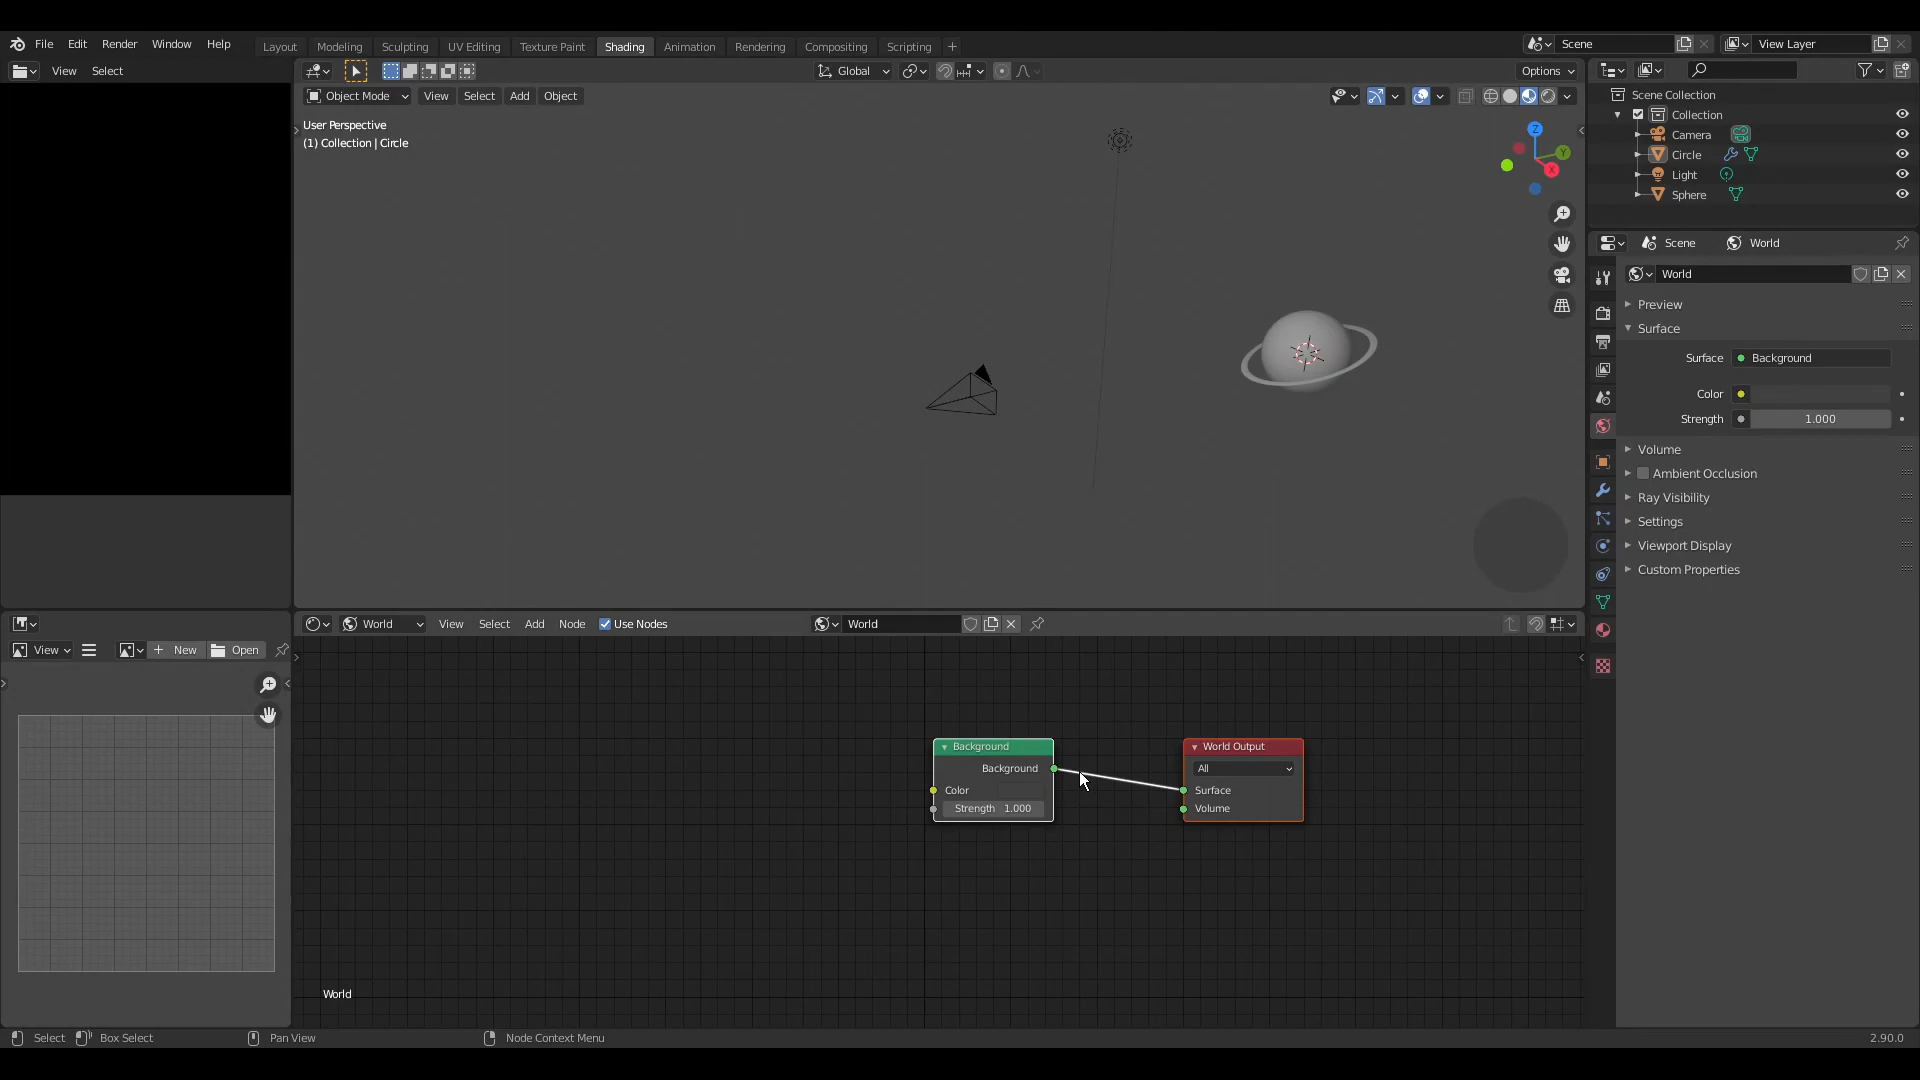 File Edit Render Window Help Layout Modeling Sculpting UV Editing Texture Paint Shading Animation Rendering Compositing Scripting + Scene View Layer
View Select Global Options
Object Mode View Select Add Object
User Perspective
(1) Collection | Circle
Z
Y
X
Scene Collection
Collection
Camera
Circle
Light
Sphere
Scene World
World
Preview
Surface
Surface Background
Color
Strength 1.000
Volume
Ambient Occlusion
Ray Visibility
Settings
Viewport Display
Custom Properties
World View Select Add Node Use Nodes World
View + New Open
Background
Background
Color
Strength 1.000
World Output
All
Surface
Volume
World
Select Box Select Pan View Node Context Menu 2.90.0